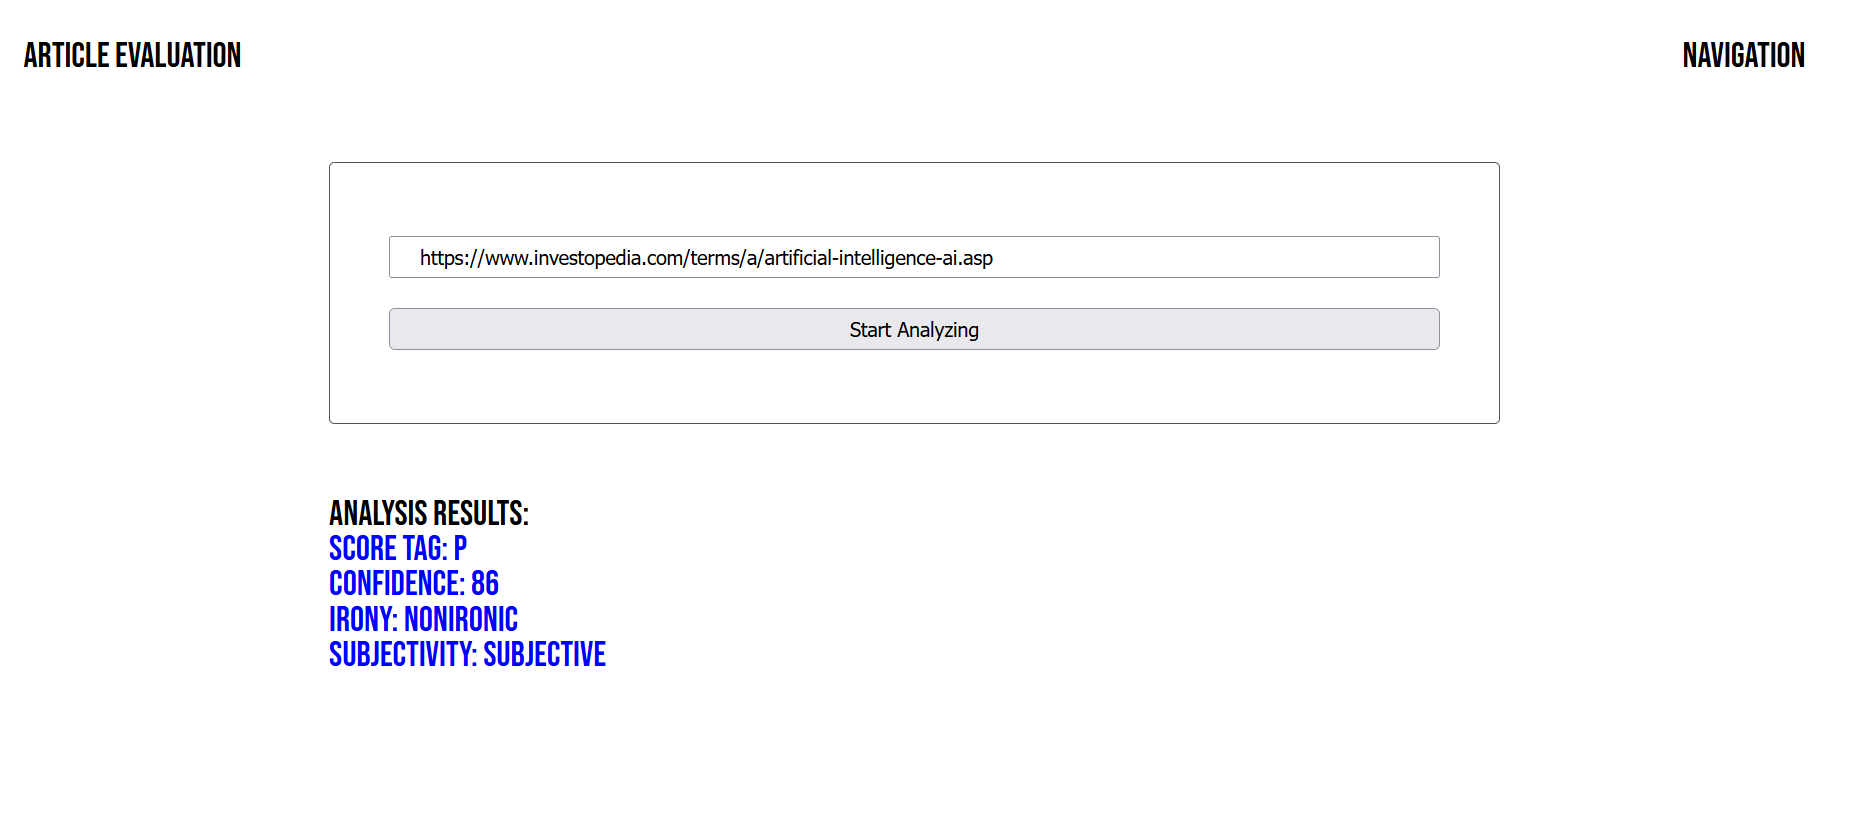 ARTICLE EVALUATION
NAVIGATION
https://www.investopedia.com/terms/a/artificial-intelligence-ai.asp
Start Analyzing
ANALYSIS RESULTS:
SCORE TAG: P
CONFIDENCE: 86
IRONY: NONIRONIC
SUBJECTIVITY: SUBJECTIVE